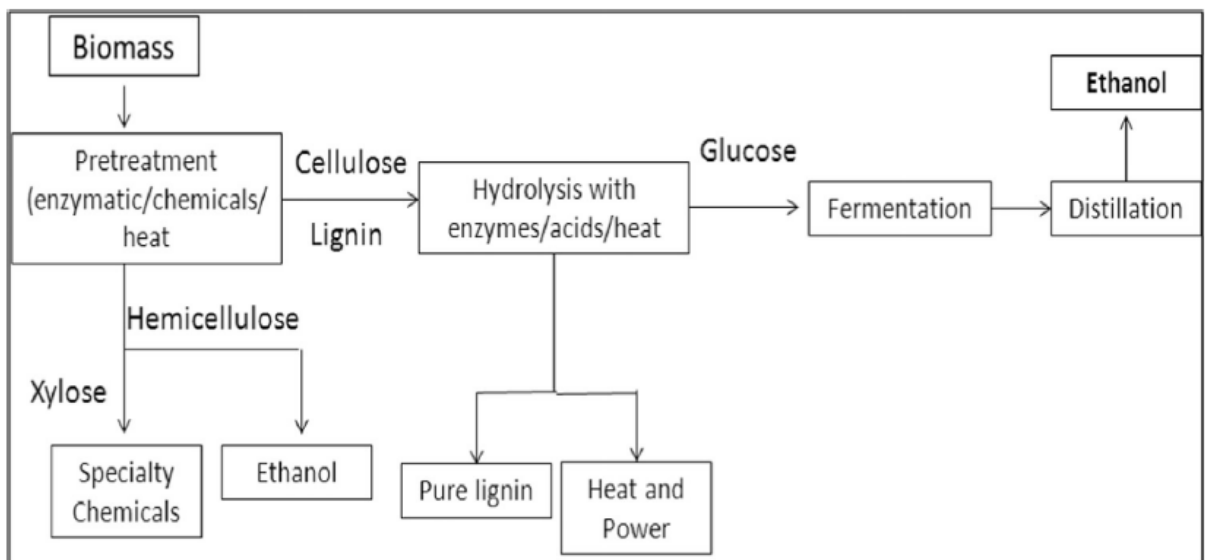 Biomass
Ethanol
Pretreatment
(enzymatic/chemicals/
heat
Cellulose
Lignin
Hydrolysis with
enzymes/acids/heat
Glucose
Fermentation
Distillation
Hemicellulose
Xylose
Specialty
Chemicals
Ethanol
Pure lignin
Heat and
Power